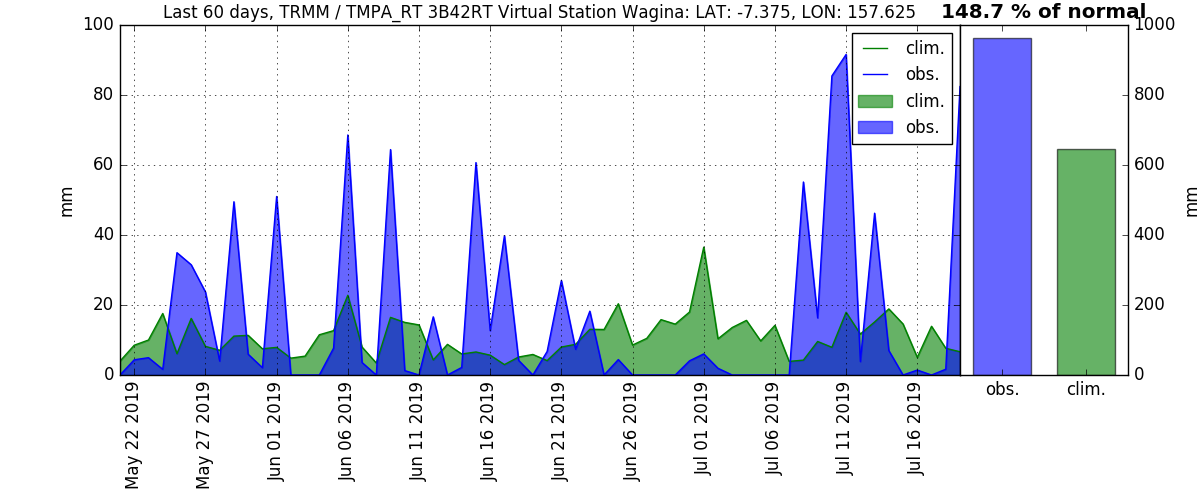 Last 60 days, TRMM / TMPA_RT 3B42RT Virtual Station Wagina: LAT: -7.375, LON: 157.625
148.7 % of normal
100
80
60
40
20
0
mm
clim.
obs.
clim.
obs.
May 22 2019
May 27 2019
Jun 01 2019
Jun 06 2019
Jun 11 2019
Jun 16 2019
Jun 21 2019
Jun 26 2019
Jul 01 2019
Jul 06 2019
Jul 11 2019
Jul 16 2019
1000
800
600
400
200
0
mm
obs.
clim.